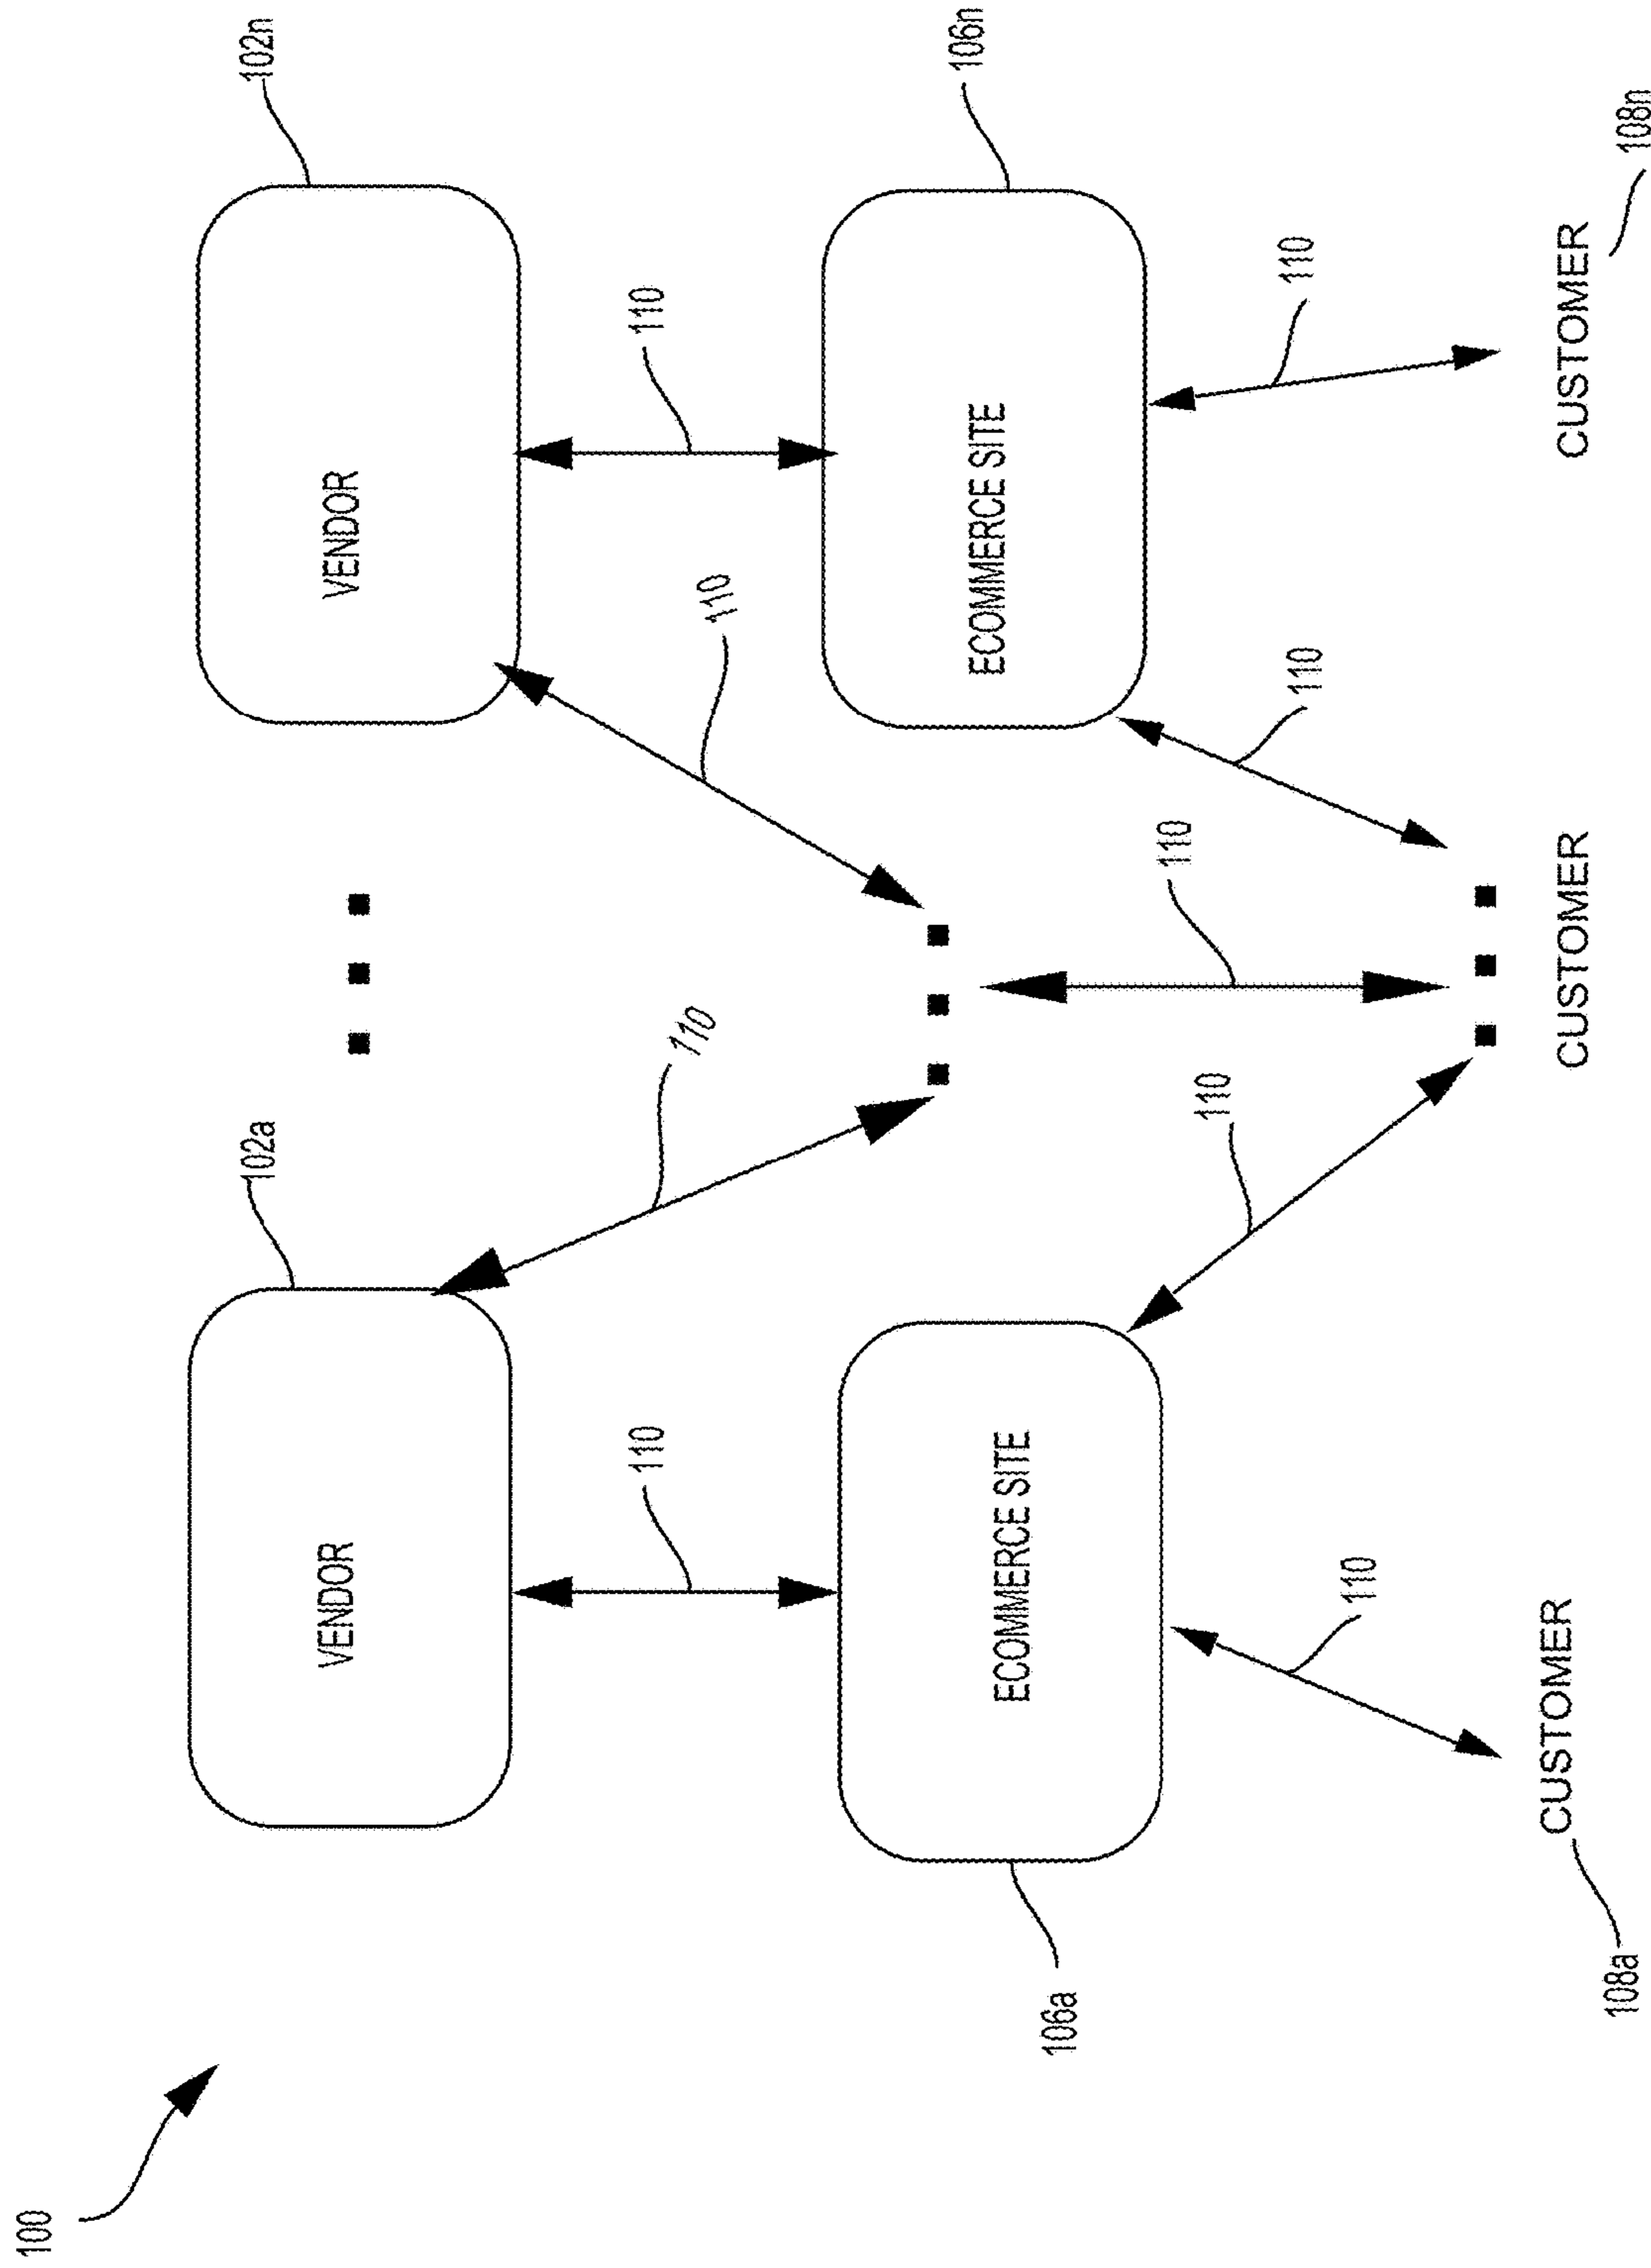 100
102a
102n
VENDOR
VENDOR
110
110
110
110
106n
ECOMMERCE SITE
ECOMMERCE SITE
106a
110
110
110
110
110
CUSTOMER
CUSTOMER
CUSTOMER
108a
108n